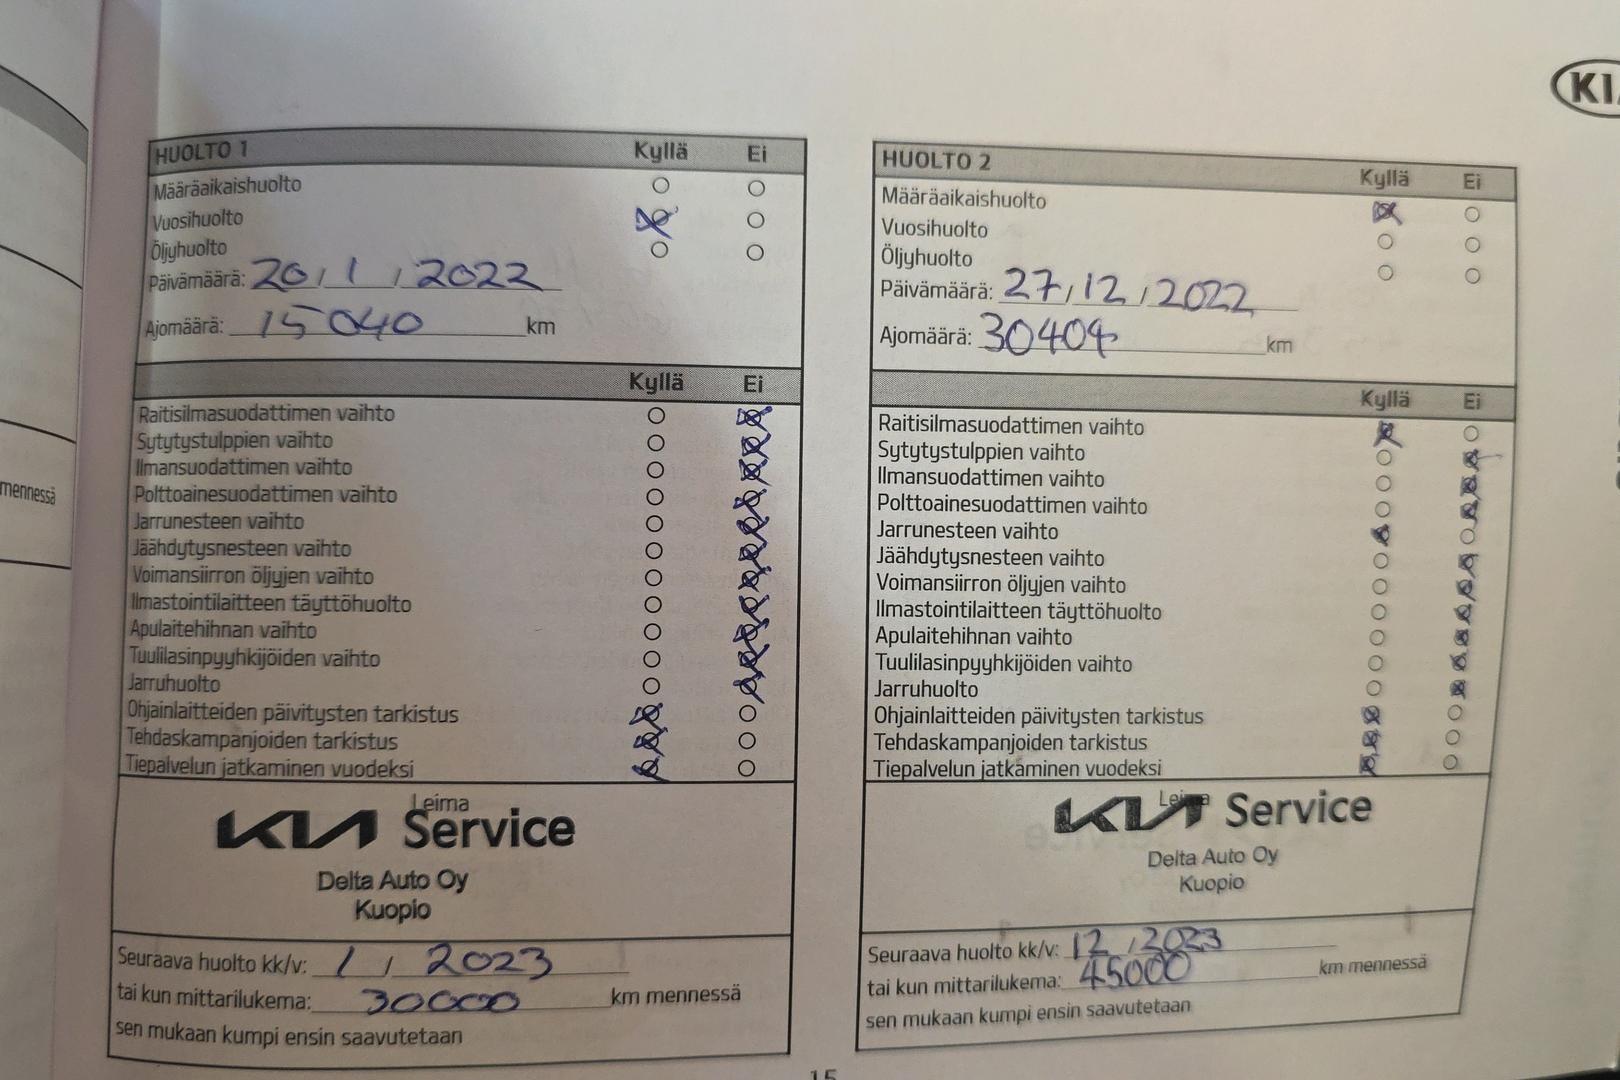 mennessä
KIA
HUOLTO 1 Kyllä Ei
Määräaikaishuolto
Vuosihuolto
Öljyhuolto
Päivämäärä: 20 / 1 / 2022
Ajomäärä: 15040 km
Kyllä Ei
Raitisilmasuodattimen vaihto
Sytytystulppien vaihto
Ilmansuodattimen vaihto
Polttoainesuodattimen vaihto
Jarrunesteen vaihto
Jäähdytysnesteen vaihto
Voimansiirron öljyjen vaihto
Ilmastointilaitteen täyttöhuolto
Apulaitehihnan vaihto
Tuulilasinpyyhkijöiden vaihto
Jarruhuolto
Ohjainlaitteiden päivitysten tarkistus
Tehdaskampanjoiden tarkistus
Tiepalvelun jatkaminen vuodeksi
Leima
KIA Service
Delta Auto Oy
Kuopio
Seuraava huolto kk/v: 1 / 2023
tai kun mittarilukema: 30000 km mennessä
sen mukaan kumpi ensin saavutetaan
HUOLTO 2 Kyllä Ei
Määräaikaishuolto
Vuosihuolto
Öljyhuolto
Päivämäärä: 27 / 12 / 2022
Ajomäärä: 30404 km
Kyllä Ei
Raitisilmasuodattimen vaihto
Sytytystulppien vaihto
Ilmansuodattimen vaihto
Polttoainesuodattimen vaihto
Jarrunesteen vaihto
Jäähdytysnesteen vaihto
Voimansiirron öljyjen vaihto
Ilmastointilaitteen täyttöhuolto
Apulaitehihnan vaihto
Tuulilasinpyyhkijöiden vaihto
Jarruhuolto
Ohjainlaitteiden päivitysten tarkistus
Tehdaskampanjoiden tarkistus
Tiepalvelun jatkaminen vuodeksi
Leima
KIA Service
Delta Auto Oy
Kuopio
Seuraava huolto kk/v: 12 / 2023
tai kun mittarilukema: 45000 km mennessä
sen mukaan kumpi ensin saavutetaan
15